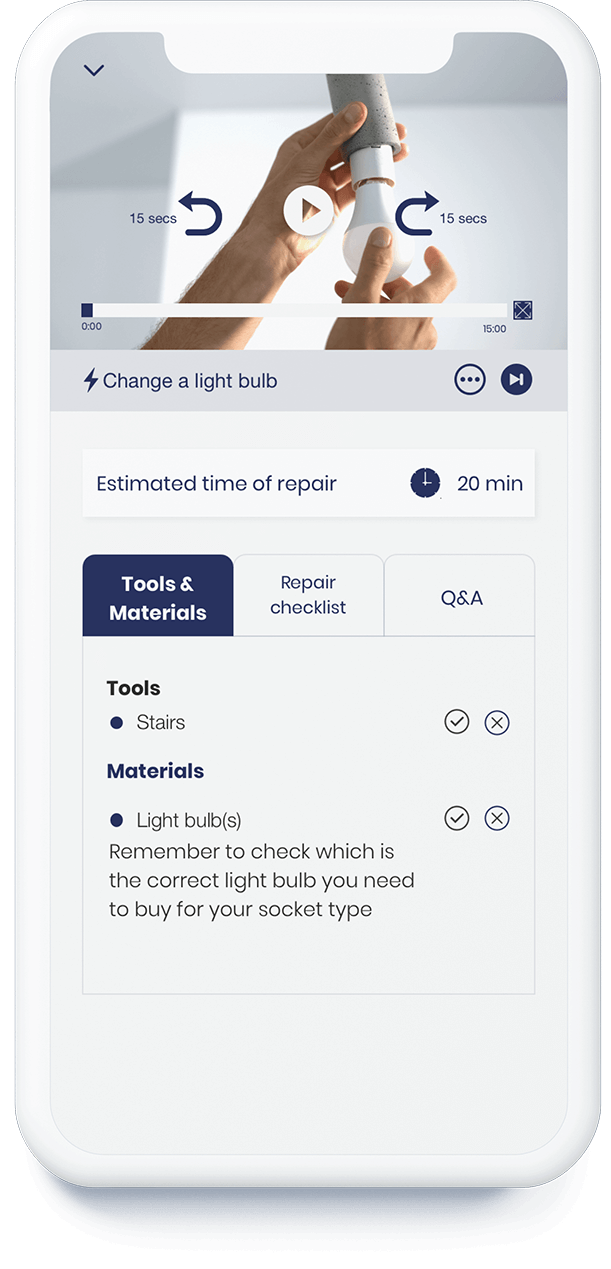 15 secs
15 secs
0:00
15:00
Change a light bulb
Estimated time of repair
20 min
Tools &
Materials
Repair
checklist
Q&A
Tools
Stairs
Materials
Light bulb(s)
Remember to check which is
the correct light bulb you need
to buy for your socket type